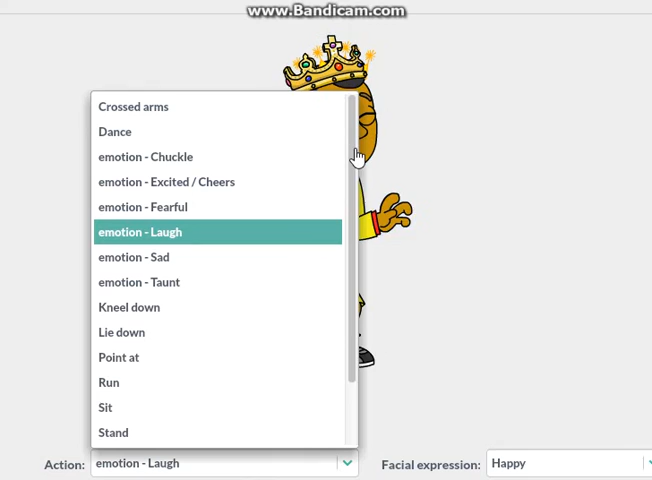 www.Bandicam.com
Crossed arms
Dance
emotion - Chuckle
emotion - Excited / Cheers
emotion - Fearful
emotion - Laugh
emotion - Sad
emotion - Taunt
Kneel down
Lie down
Point at
Run
Sit
Stand
Action: emotion - Laugh Facial expression: Happy